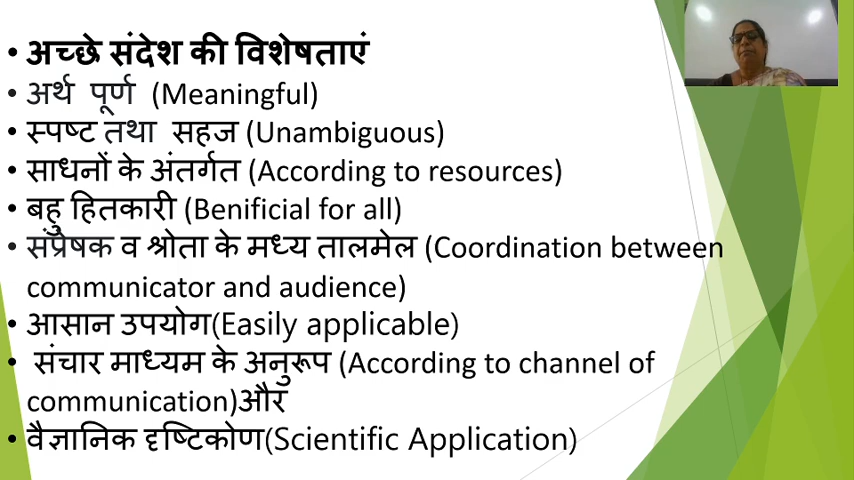 • अच्छे संदेश की विशेषताएं
• अर्थ पूर्ण (Meaningful)
• स्पष्ट तथा सहज (Unambiguous)
• साधनों के अंतर्गत (According to resources)
• बहु हितकारी (Benificial for all)
• संप्रेषक व श्रोता के मध्य तालमेल (Coordination between
communicator and audience)
• आसान उपयोग(Easily applicable)
• संचार माध्यम के अनुरूप (According to channel of
communication)और
• वैज्ञानिक दृष्टिकोण(Scientific Application)